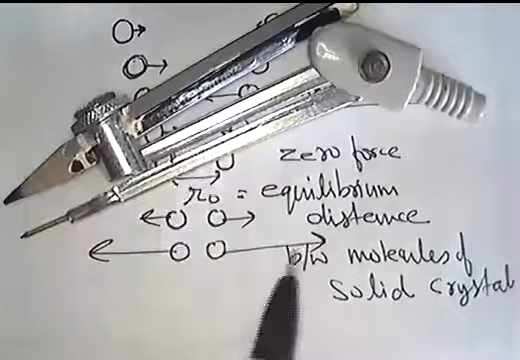 zero force
r₀ = equilibrium
distance
b/w molecules of
solid crystal